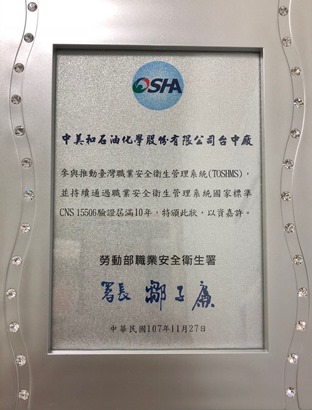 OSHA
中美和石油化學股份有限公司台中廠
參與推動臺灣職業安全衛生管理系統(TOSHMS),
並持續通過職業安全衛生管理系統國家標準
CNS 15506驗證屆滿10年,特頒此狀,以資嘉許。
勞動部職業安全衛生署
署長 鄒子廉
中華民國107年11月27日